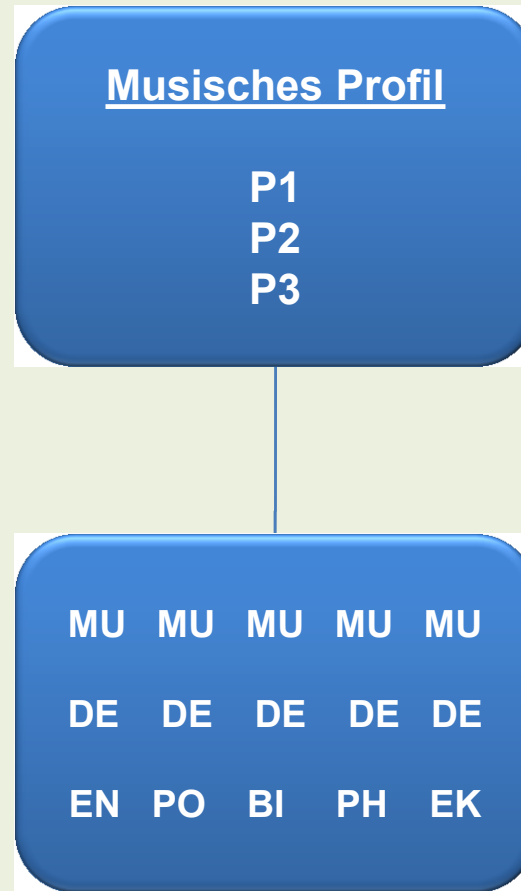 Musisches Profil
P1
P2
P3
MU MU MU MU MU
DE DE DE DE DE
EN PO BI PH EK